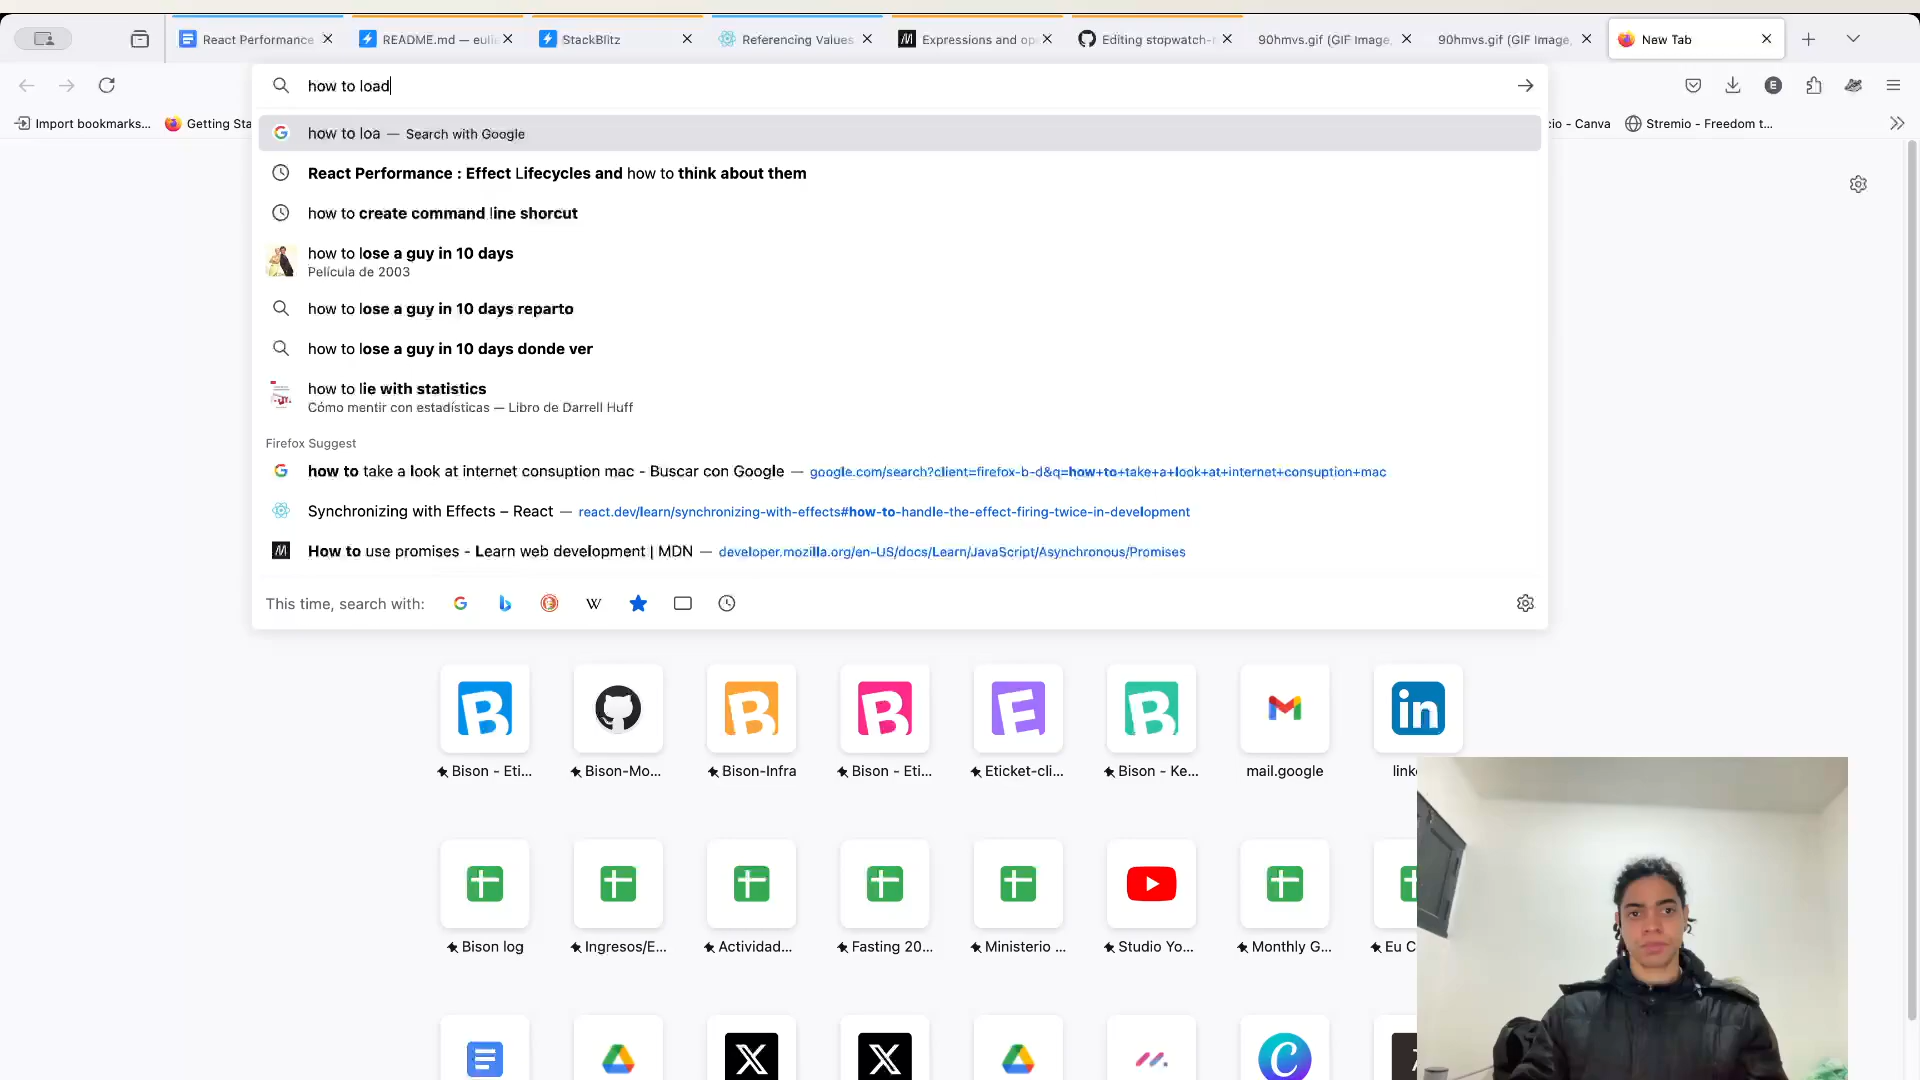 React Performance
README.md — eulie
StackBlitz
Referencing Values
Expressions and op
Editing stopwatch-
90hmvs.gif (GIF Image,
90hmvs.gif (GIF Image,
New Tab
how to load
Import bookmarks...
Getting Sta
cio - Canva
Stremio - Freedom t...
how to loa — Search with Google
React Performance : Effect Lifecycles and how to think about them
how to create command line shorcut
how to lose a guy in 10 days
Película de 2003
how to lose a guy in 10 days reparto
how to lose a guy in 10 days donde ver
how to lie with statistics
Cómo mentir con estadísticas — Libro de Darrell Huff
Firefox Suggest
how to take a look at internet consuption mac - Buscar con Google — google.com/search?client=firefox-b-d&q=how+to+take+a+look+at+internet+consuption+mac
Synchronizing with Effects – React — react.dev/learn/synchronizing-with-effects#how-to-handle-the-effect-firing-twice-in-development
How to use promises - Learn web development | MDN — developer.mozilla.org/en-US/docs/Learn/JavaScript/Asynchronous/Promises
This time, search with:
Bison - Eti...
Bison-Mo...
Bison-Infra
Bison - Eti...
Eticket-cli...
Bison - Ke...
mail.google
linke
Bison log
Ingresos/E...
Actividad...
Fasting 20...
Ministerio ...
Studio Yo...
Monthly G...
Eu C